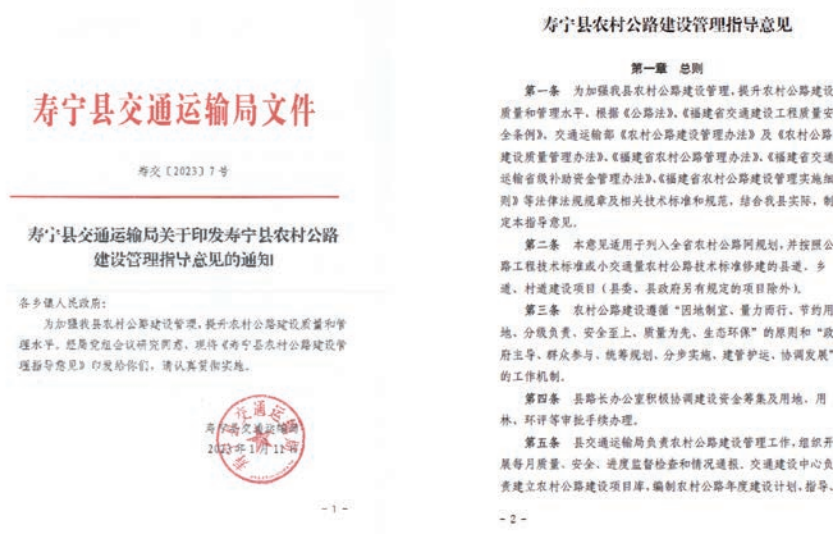 寿宁县交通运输局文件
寿交〔2023〕7号
寿宁县交通运输局关于印发寿宁县农村公路
建设管理指导意见的通知
各乡镇人民政府：
为加强我县农村公路建设管理，提升农村公路建设质量和管
理水平。经局党组会议研究同意，现将《寿宁县农村公路建设管
理指导意见》印发给你们，请认真贯彻实施。
寿宁县交通运输局
2023年1月11日
-1-
寿宁县农村公路建设管理指导意见
第一章 总则
第一条 为加强我县农村公路建设管理，提升农村公路建设
质量和管理水平，根据《公路法》、《福建省交通建设工程质量安
全条例》、交通运输部《农村公路建设管理办法》及《农村公路
建设质量管理办法》、《福建省农村公路管理办法》、《福建省交通
运输省级补助资金管理办法》、《福建省农村公路建设管理实施细
则》等法律法规规章及相关技术标准和规范，结合我县实际，制
定本指导意见。
第二条 本意见适用于列入全省农村公路网规划，并按照公
路工程技术标准或小交通量农村公路技术标准修建的县道、乡
道、村道建设项目（县委、县政府另有规定的项目除外）。
第三条 农村公路建设遵循“因地制宜、量力而行、节约用
地、分级负责、安全至上、质量为先、生态环保”的原则和“政
府主导、群众参与、统筹规划、分步实施、建管护运、协调发展”
的工作机制。
第四条 县路长办公室积极协调建设资金筹集及用地、用
林、环评等审批手续办理。
第五条 县交通运输局负责农村公路建设管理工作，组织开
展每月质量、安全、进度监督检查和情况通报。交通建设中心负
责建立农村公路建设项目库，编制农村公路年度建设计划，指导、
-2-